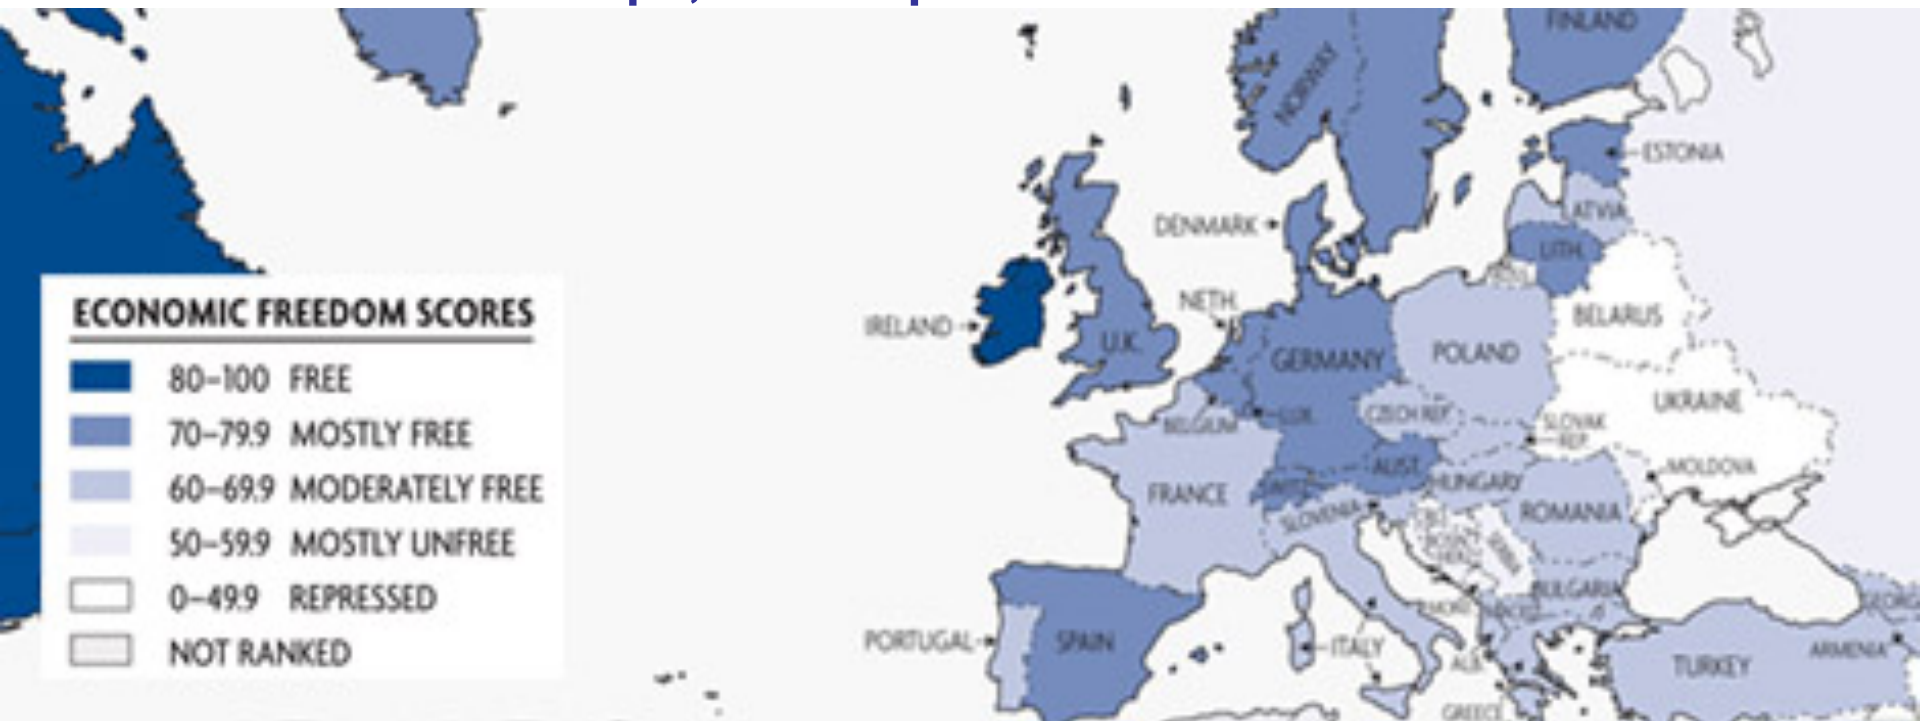 ECONOMIC FREEDOM SCORES
80–100 FREE
70–79.9 MOSTLY FREE
60–69.9 MODERATELY FREE
50–59.9 MOSTLY UNFREE
0–49.9 REPRESSED
NOT RANKED
FINLAND
NORWAY
ESTONIA
LATVIA
DENMARK
LITH.
NETH.
IRELAND
BELARUS
U.K.
GERMANY
POLAND
UKRAINE
BELGIUM
LUX.
CZECH REP.
SLOVAK
REP.
AUST.
MOLDOVA
FRANCE
HUNGARY
SLOVENIA
ROMANIA
BULGARIA
PORTUGAL
SPAIN
ITALY
ALB.
TURKEY
ARMENIA
GREECE